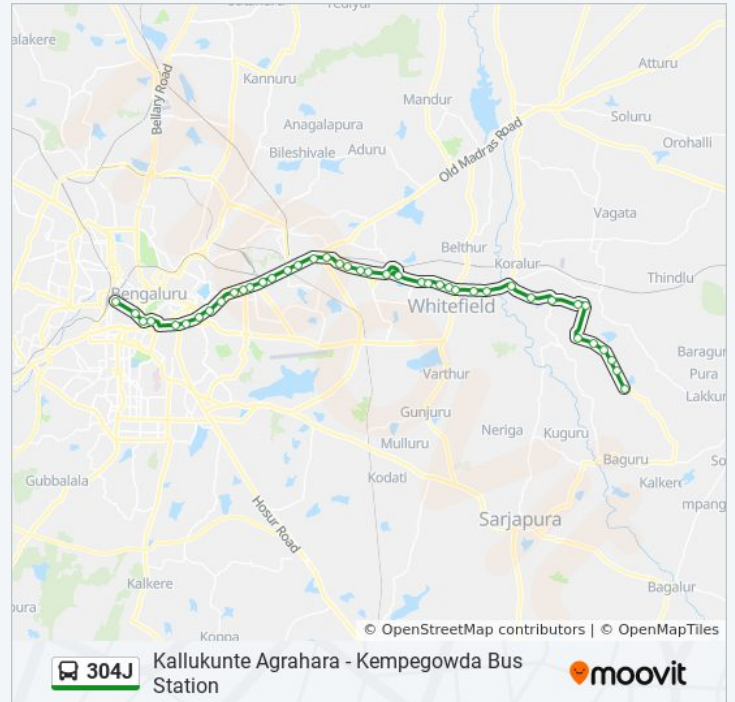 alakere
Kannuru
Atturu
Bellary Road
Mandur
Soluru
Anagalapura
Orohalli
Bileshivale
Aduru
Old Madras Road
Vagata
Belthur
Koralur
Thindlu
Bengaluru
Whitefield
Baragur
Pura
Varthur
Lakkur
Gunjuru
Neriga
Kuguru
Mulluru
Baguru
So
Gubbalala
Kodati
Kalkere
mpang
Hosur Road
Sarjapura
Kalkere
Bagalur
pura
Koppa
© OpenStreetMap contributors | © OpenMapTiles
304J
Kallukunte Agrahara - Kempegowda Bus
Station
moovit